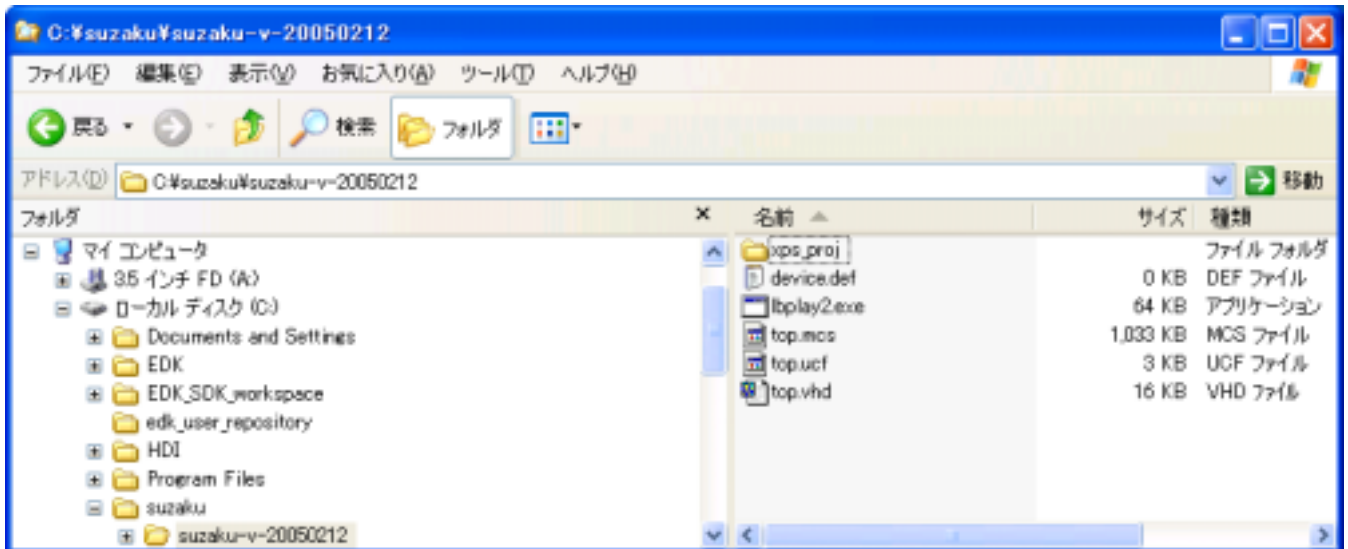 C:¥suzaku¥suzaku-v-20050212
ファイル(F) 編集(E) 表示(V) お気に入り(A) ツール(T) ヘルプ(H)
戻る 検索 フォルダ
アドレス(D) C:¥suzaku¥suzaku-v-20050212 移動
フォルダ × 名前 サイズ 種類
マイ コンピュータ
3.5 インチ FD (A:)
ローカル ディスク (C:)
Documents and Settings
EDK
EDK_SDK_workspace
edk_user_repository
HDI
Program Files
suzaku
suzaku-v-20050212
xps_proj ファイル フォルダ
device.def 0 KB DEF ファイル
lbplay2.exe 64 KB アプリケーション
top.mcs 1,033 KB MCS ファイル
top.ucf 3 KB UCF ファイル
top.vhd 16 KB VHD ファイル